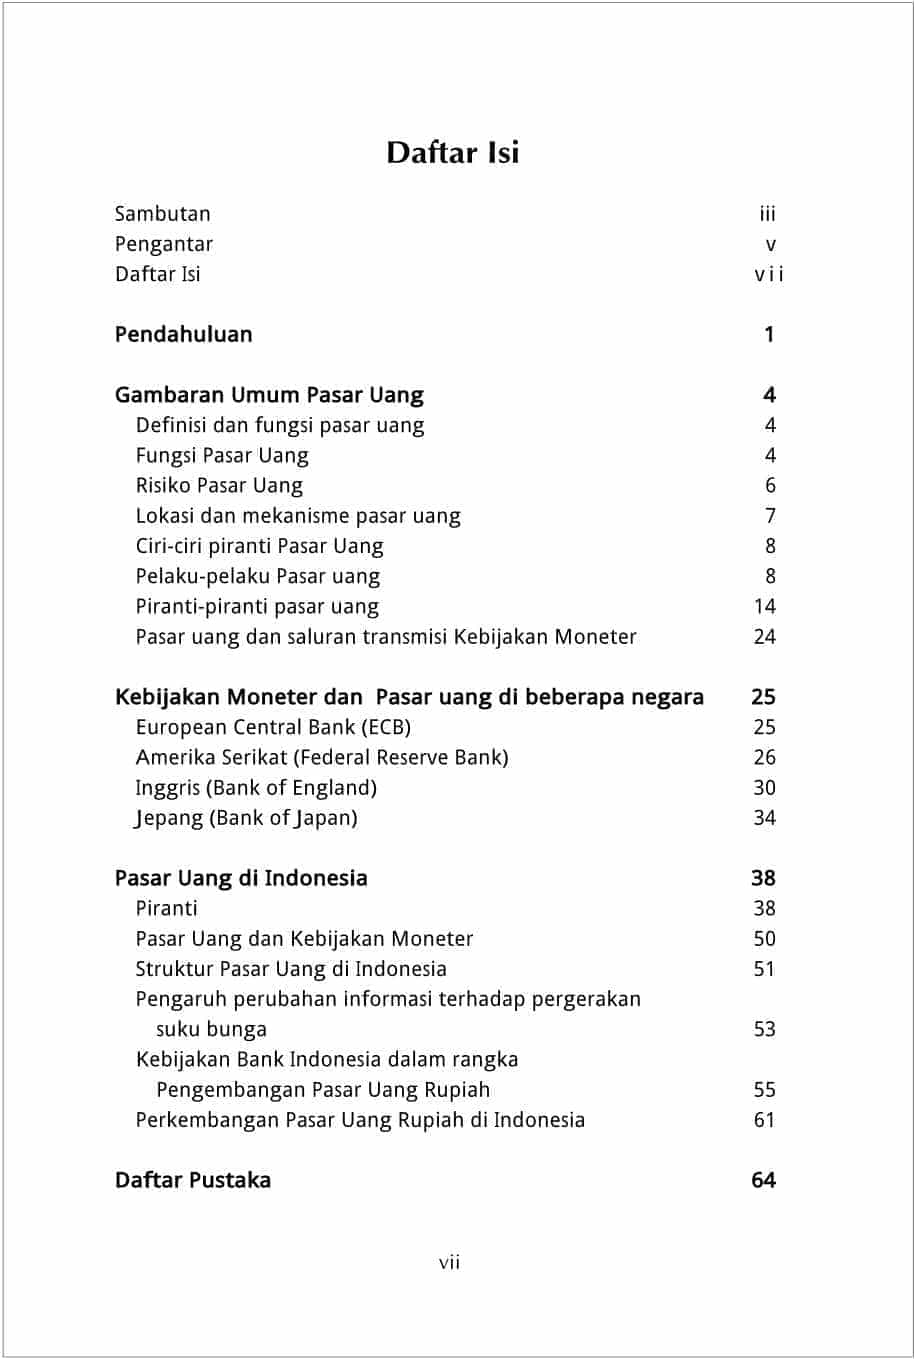 Daftar Isi
Sambutan iii
Pengantar v
Daftar Isi vii
Pendahuluan 1
Gambaran Umum Pasar Uang 4
Definisi dan fungsi pasar uang 4
Fungsi Pasar Uang 4
Risiko Pasar Uang 6
Lokasi dan mekanisme pasar uang 7
Ciri-ciri piranti Pasar Uang 8
Pelaku-pelaku Pasar uang 8
Piranti-piranti pasar uang 14
Pasar uang dan saluran transmisi Kebijakan Moneter 24
Kebijakan Moneter dan Pasar uang di beberapa negara 25
European Central Bank (ECB) 25
Amerika Serikat (Federal Reserve Bank) 26
Inggris (Bank of England) 30
Jepang (Bank of Japan) 34
Pasar Uang di Indonesia 38
Piranti 38
Pasar Uang dan Kebijakan Moneter 50
Struktur Pasar Uang di Indonesia 51
Pengaruh perubahan informasi terhadap pergerakan
suku bunga 53
Kebijakan Bank Indonesia dalam rangka
Pengembangan Pasar Uang Rupiah 55
Perkembangan Pasar Uang Rupiah di Indonesia 61
Daftar Pustaka 64
vii